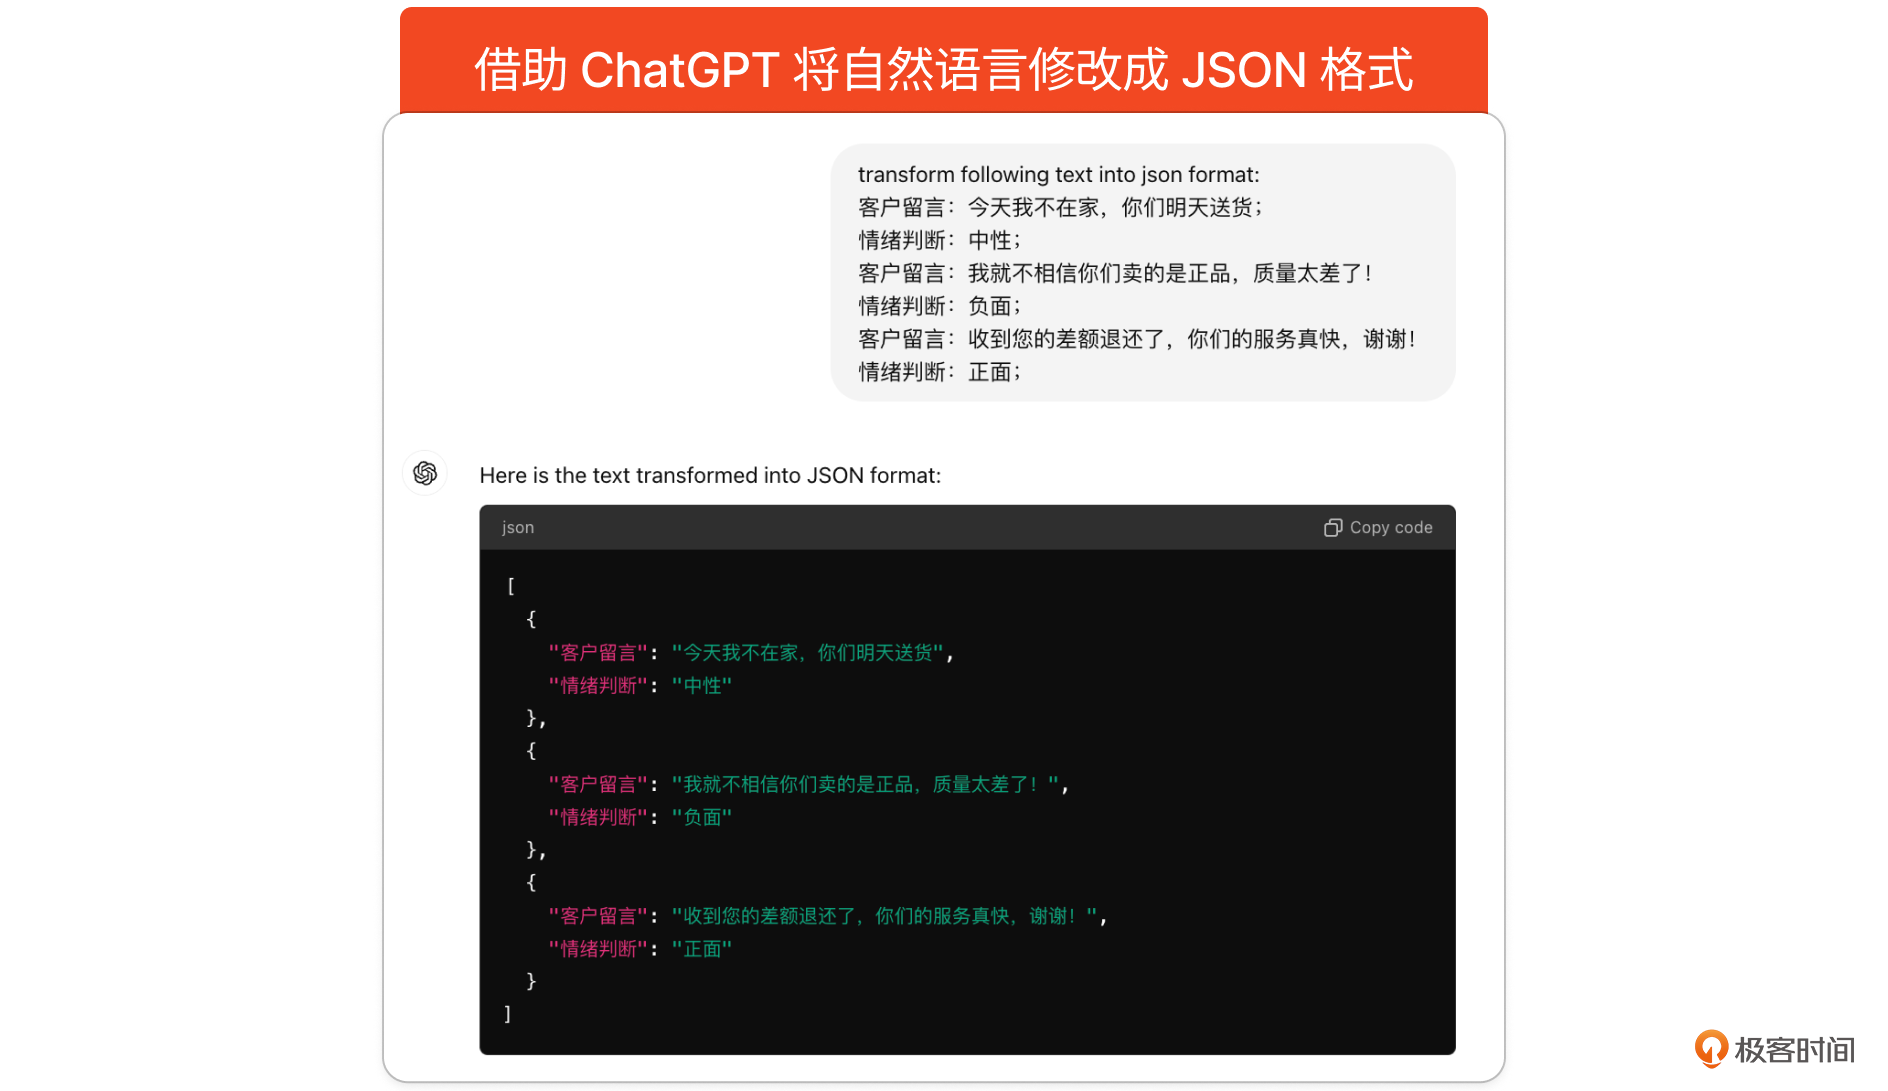 借助 ChatGPT 将自然语言修改成 JSON 格式
transform following text into json format:
客户留言：今天我不在家，你们明天送货；
情绪判断：中性；
客户留言：我就不相信你们卖的是正品，质量太差了！
情绪判断：负面；
客户留言：收到您的差额退还了，你们的服务真快，谢谢！
情绪判断：正面；
Here is the text transformed into JSON format:
json
Copy code
[
  {
    "客户留言": "今天我不在家，你们明天送货",
    "情绪判断": "中性"
  },
  {
    "客户留言": "我就不相信你们卖的是正品，质量太差了！",
    "情绪判断": "负面"
  },
  {
    "客户留言": "收到您的差额退还了，你们的服务真快，谢谢！",
    "情绪判断": "正面"
  }
]
极客时间